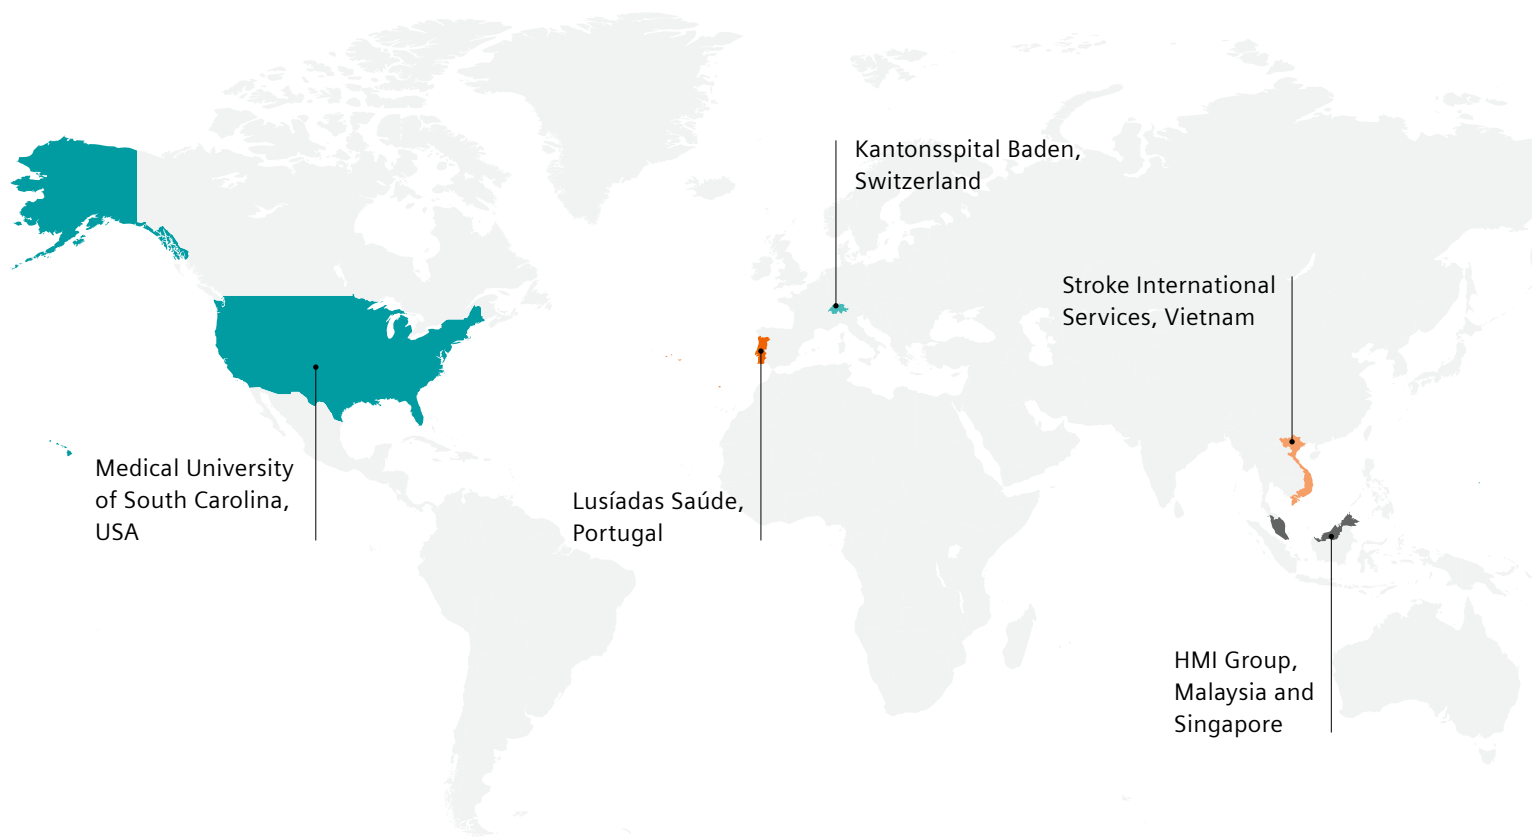 Kantonsspital Baden,
Switzerland
Stroke International
Services, Vietnam
Medical University
of South Carolina,
USA
Lusíadas Saúde,
Portugal
HMI Group,
Malaysia and
Singapore